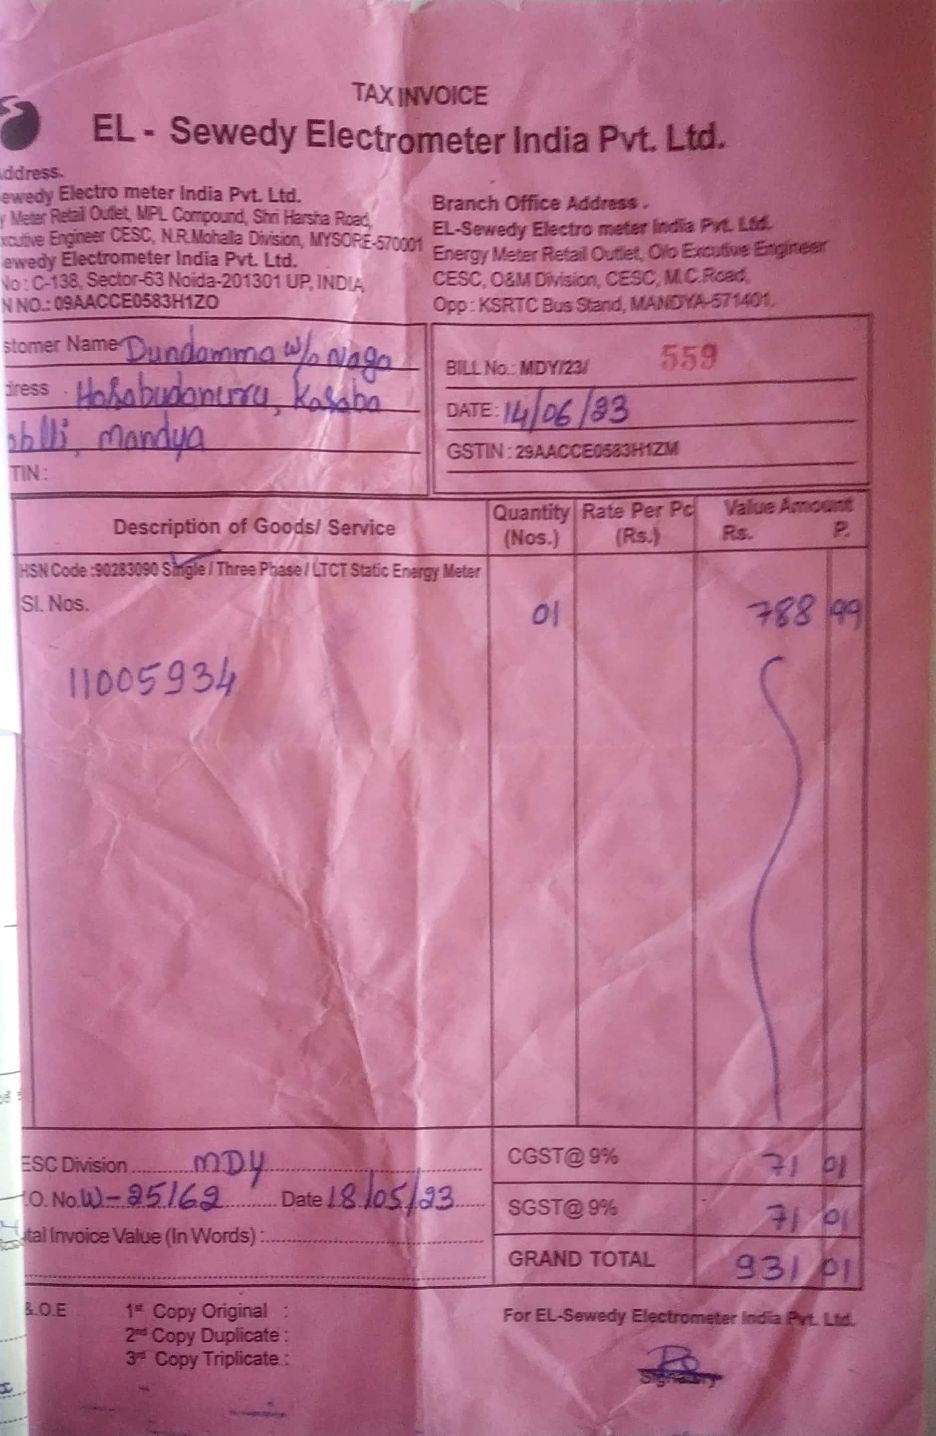 TAX INVOICE
EL - Sewedy Electrometer India Pvt. Ltd.
ddress.
ewedy Electro meter India Pvt. Ltd.
y Meter Retail Outlet, MPL Compound, Shri Harsha Road,
xcutive Engineer CESC, N.R.Mohalla Division, MYSORE-570001
ewedy Electrometer India Pvt. Ltd.
No : C-138, Sector-63 Noida-201301 UP, INDIA
N NO.: 09AACCE0583H1ZO
Branch Office Address .
EL-Sewedy Electro meter India Pvt. Ltd.
Energy Meter Retail Outlet, O/o Excutive Engineer
CESC, O&M Division, CESC, M.C.Road,
Opp : KSRTC Bus Stand, MANDYA-571401.
stomer Name Dundamma w/o Naga
dress . Hosabudanuru, Kasaba
obli, Mandya
TIN :
BILL No.: MDY/23/ 559
DATE : 14/06/23
GSTIN : 29AACCE0583H1ZM
Description of Goods/ Service Quantity (Nos.) Rate Per Pc (Rs.) Value Amount Rs. P.
HSN Code :90283090 Single / Three Phase / LTCT Static Energy Meter
Sl. Nos. 01 788 99
11005934
ESC Division MDY
.O. No. W-25/62 Date 18/05/23
tal Invoice Value (In Words) :
CGST@ 9% 71 01
SGST@ 9% 71 01
GRAND TOTAL 931 01
&.O.E
1st Copy Original :
2nd Copy Duplicate :
3rd Copy Triplicate :
For EL-Sewedy Electrometer India Pvt. Ltd.
Signatory